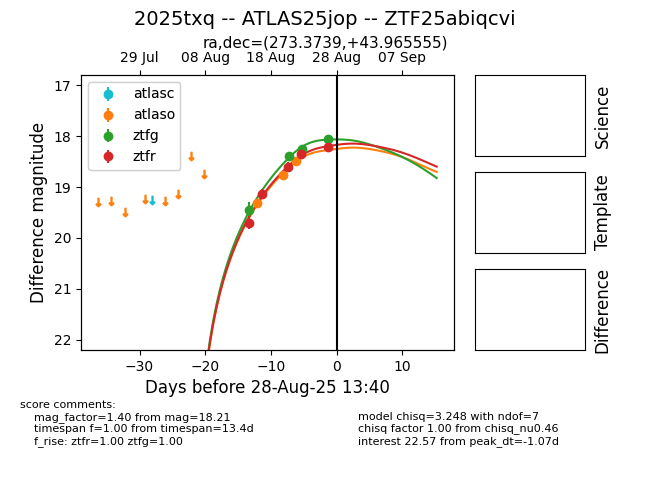 2025txq -- ATLAS25jop -- ZTF25abiqcvi
ra,dec=(273.3739,+43.965555)
29 Jul 08 Aug 18 Aug 28 Aug 07 Sep
atlasc
atlaso
ztfg
ztfr
17
18
19
20
21
22
Difference magnitude
−30 −20 −10 0 10
Days before 28-Aug-25 13:40
Science
Template
Difference
score comments:
mag_factor=1.40 from mag=18.21
timespan f=1.00 from timespan=13.4d
f_rise: ztfr=1.00 ztfg=1.00
model chisq=3.248 with ndof=7
chisq factor 1.00 from chisq_nu0.46
interest 22.57 from peak_dt=-1.07d